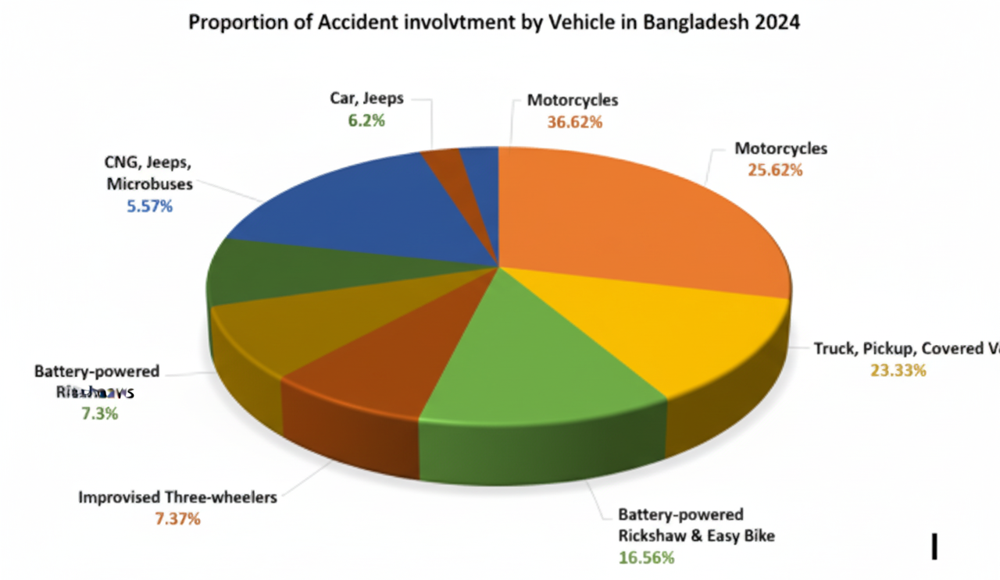 Proportion of Accident involvtment by Vehicle in Bangladesh 2024
Car, Jeeps
6.2%
Motorcycles
36.62%
Motorcycles
25.62%
CNG, Jeeps,
Microbuses
5.57%
Truck, Pickup, Covered
23.33%
Battery-powered
7.3%
Improvised Three-wheelers
7.37%
Battery-powered
Rickshaw & Easy Bike
16.56%